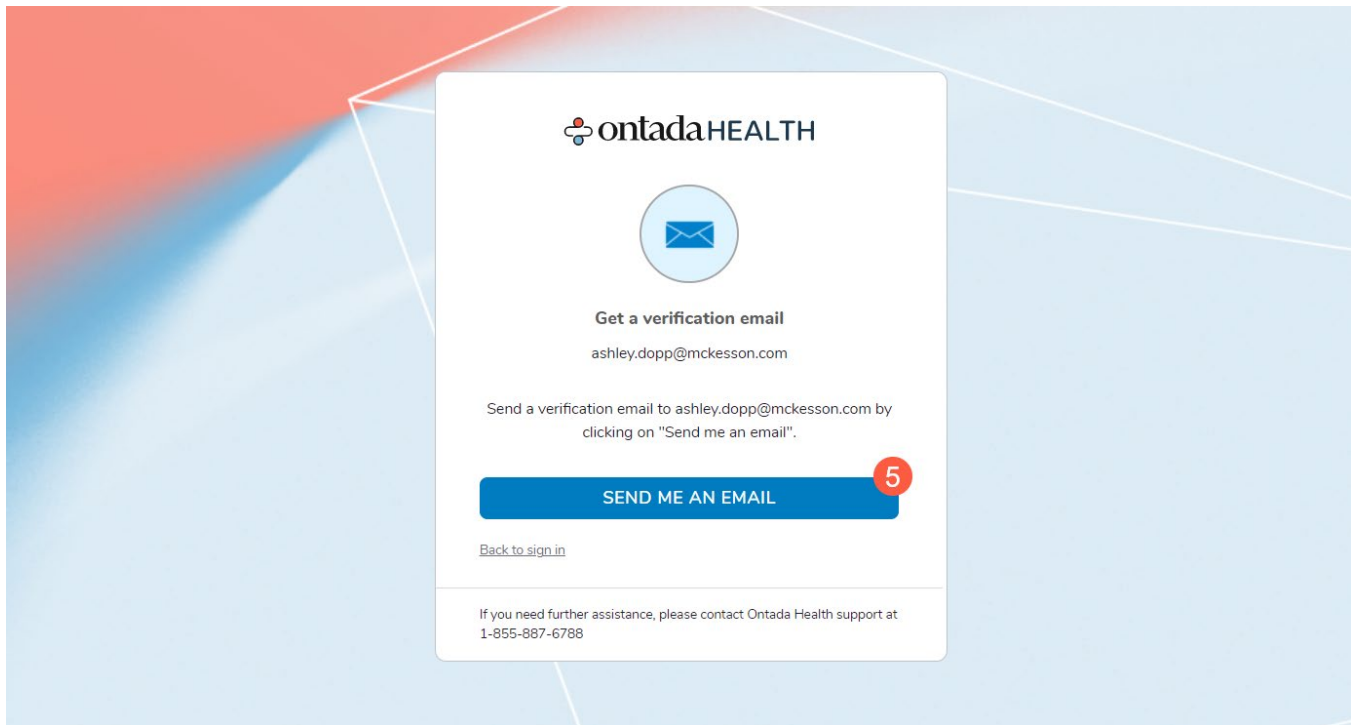 ontada HEALTH
Get a verification email
ashley.dopp@mckesson.com
Send a verification email to ashley.dopp@mckesson.com by
clicking on "Send me an email".
5
SEND ME AN EMAIL
Back to sign in
If you need further assistance, please contact Ontada Health support at
1-855-887-6788